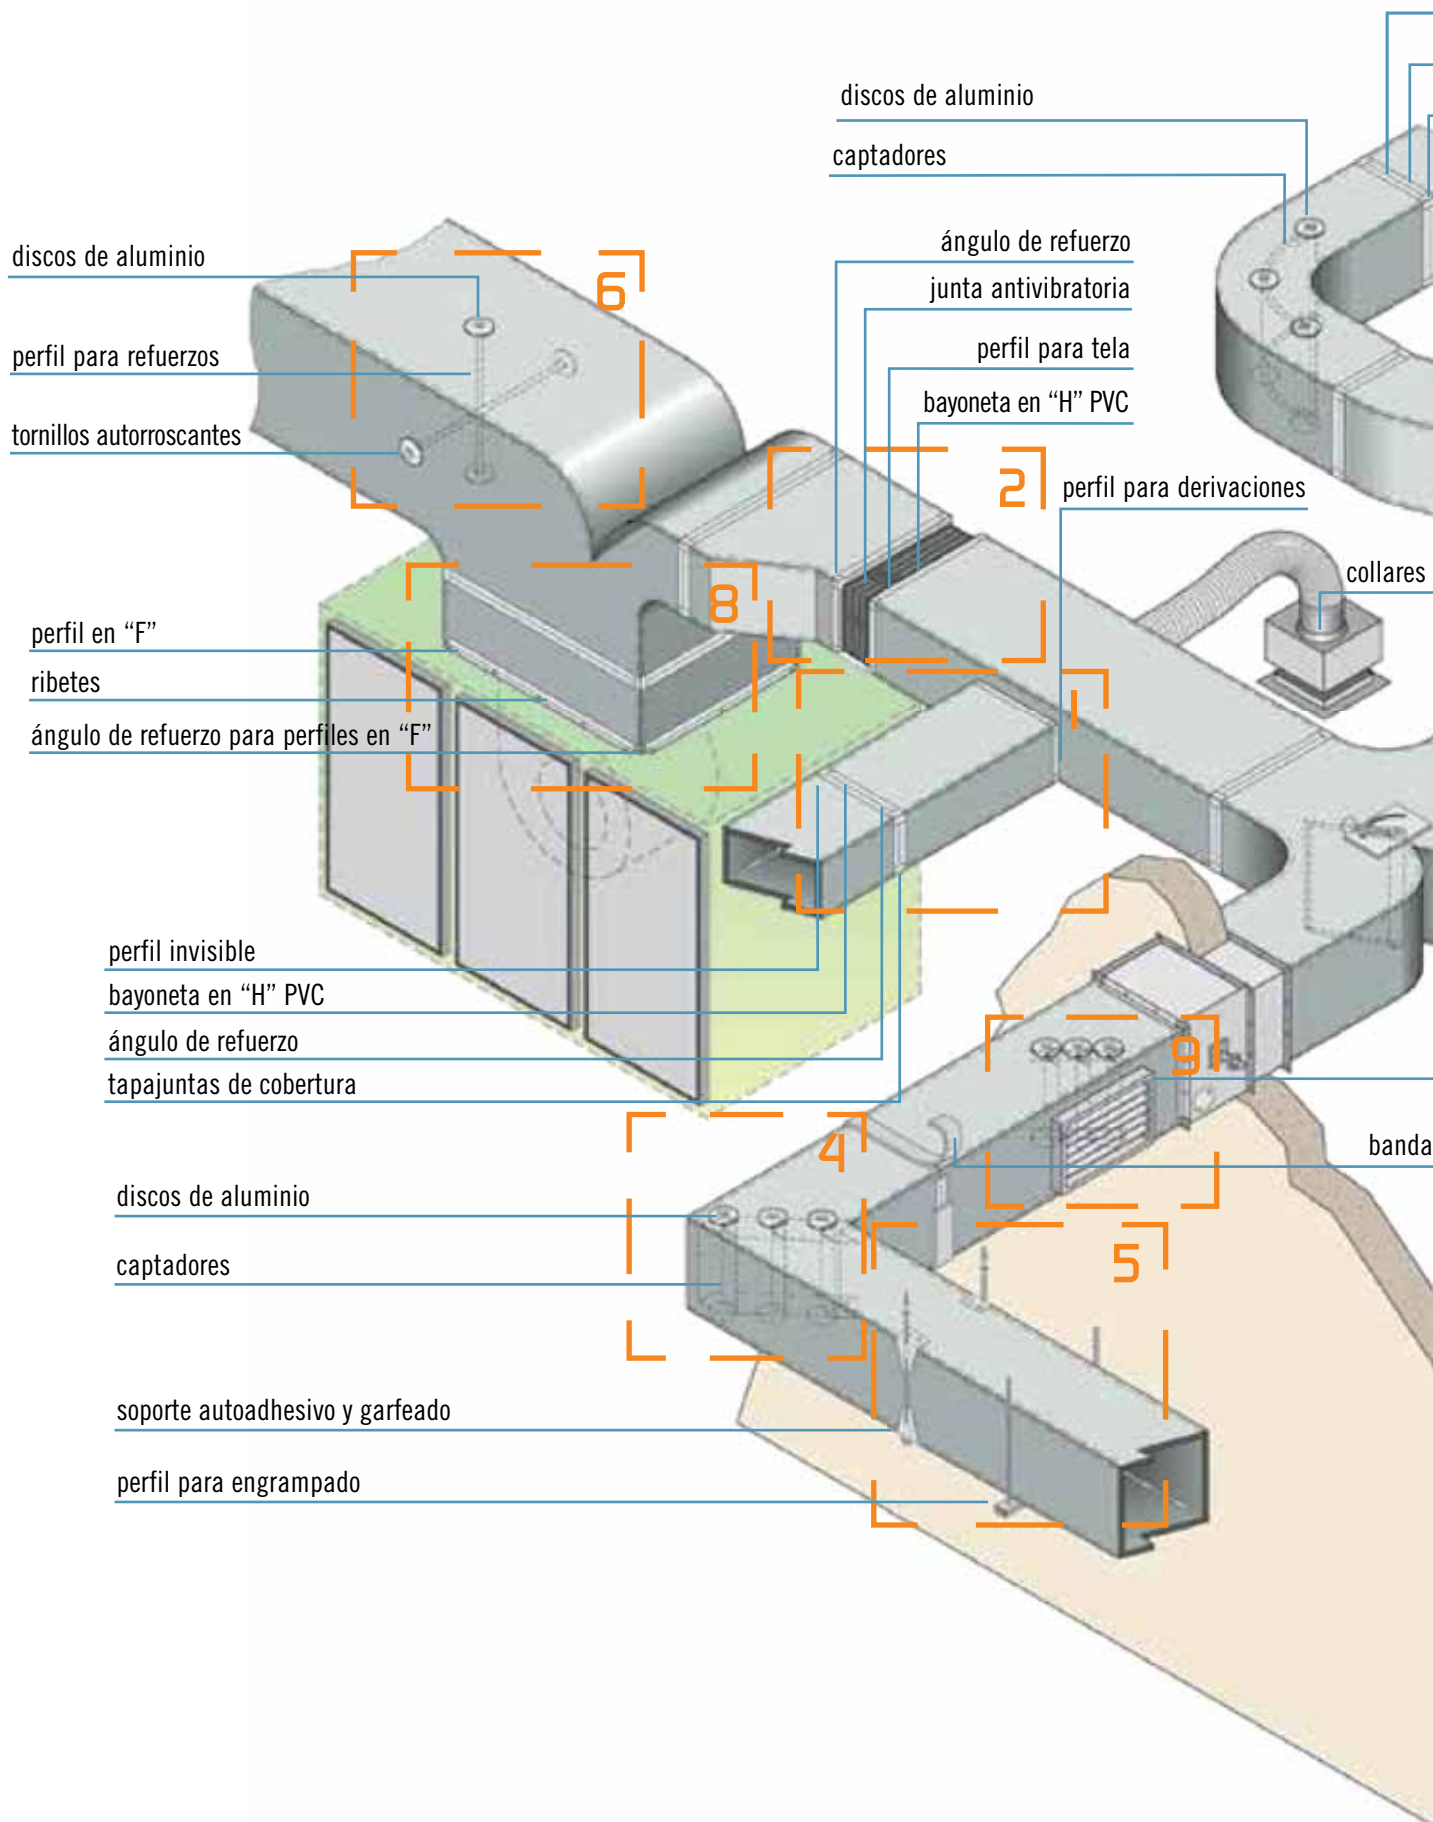 discos de aluminio
captadores
ángulo de refuerzo
junta antivibratoria
perfil para tela
bayoneta en “H” PVC
discos de aluminio
perfil para refuerzos
tornillos autorroscantes
6
2
perfil para derivaciones
collares
8
perfil en “F”
ribetes
ángulo de refuerzo para perfiles en “F”
1
perfil invisible
bayoneta en “H” PVC
ángulo de refuerzo
tapajuntas de cobertura
9
banda
4
discos de aluminio
captadores
5
soporte autoadhesivo y garfeado
perfil para engrampado